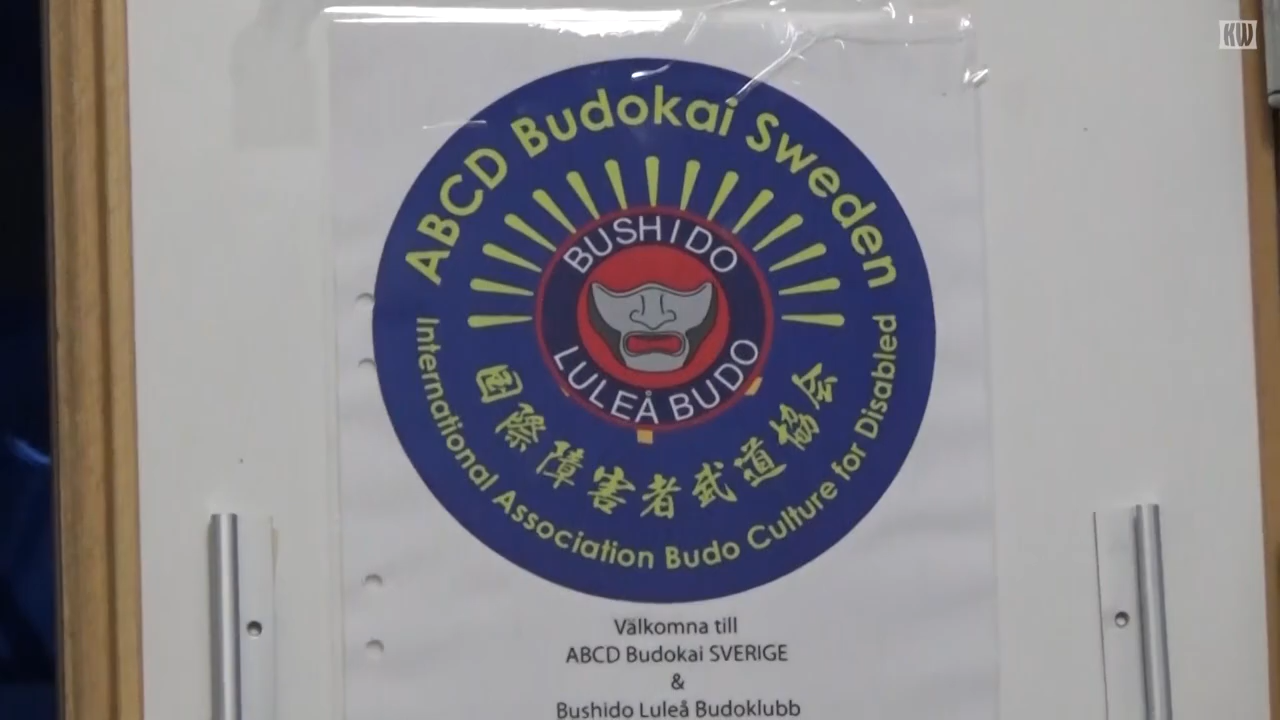 KW
ABCD Budokai Sweden
BUSHIDO
LULEÅ BUDO
國際障害者武道協会
International Association Budo Culture for Disabled
Välkomna till
ABCD Budokai SVERIGE
&
Bushido Luleå Budoklubb